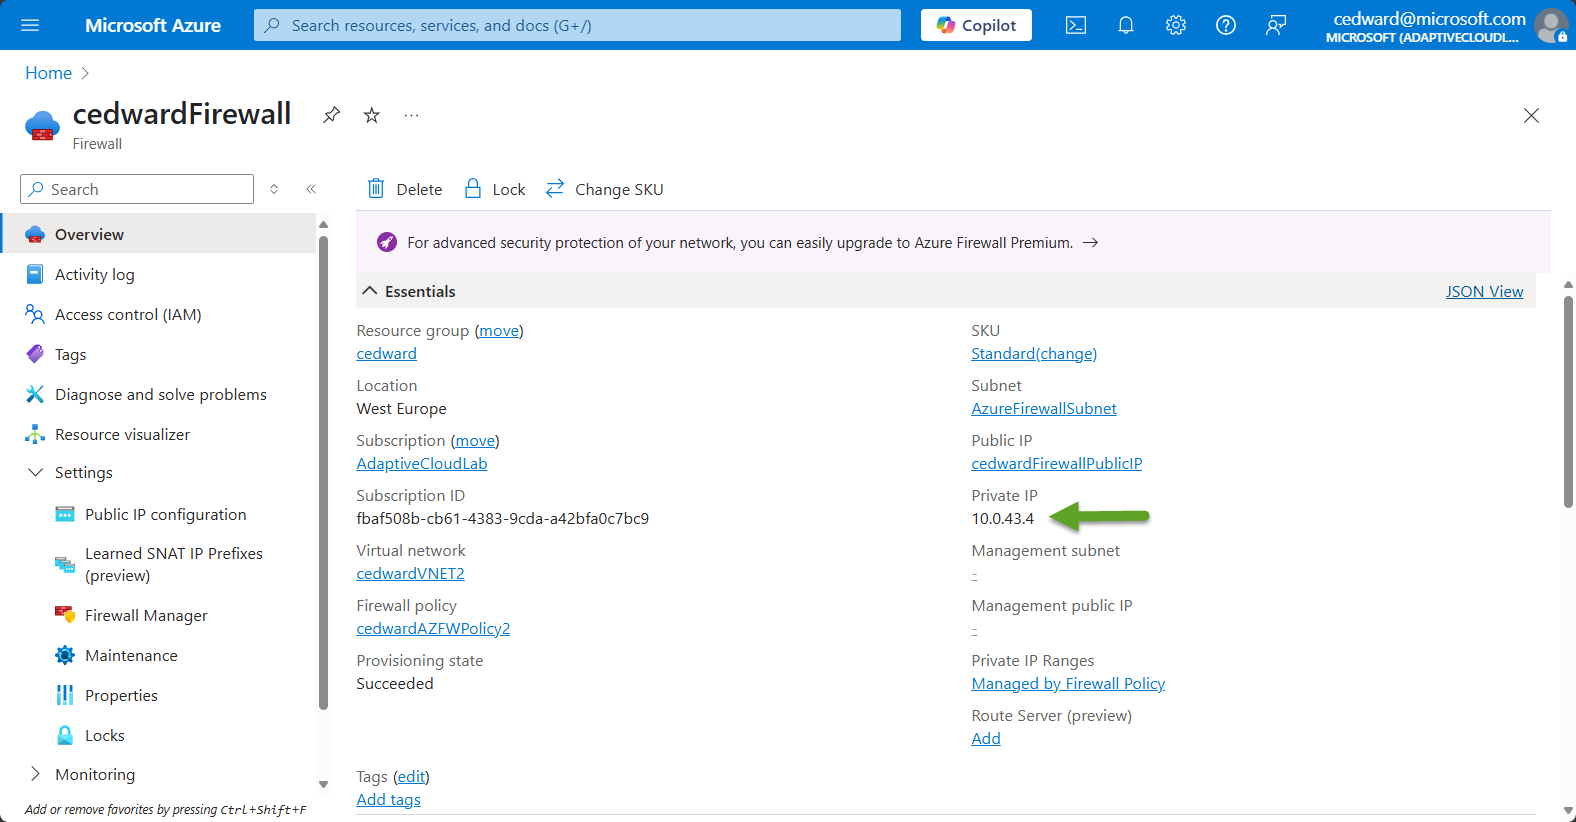 Microsoft Azure
Search resources, services, and docs (G+/)
Copilot
cedward@microsoft.com
MICROSOFT (ADAPTIVECLOUDL...
Home
cedwardFirewall
Firewall
Search
Delete
Lock
Change SKU
Overview
Activity log
Access control (IAM)
Tags
Diagnose and solve problems
Resource visualizer
Settings
Public IP configuration
Learned SNAT IP Prefixes
(preview)
Firewall Manager
Maintenance
Properties
Locks
Monitoring
Add or remove favorites by pressing Ctrl+Shift+F
For advanced security protection of your network, you can easily upgrade to Azure Firewall Premium. →
Essentials
JSON View
Resource group (move)
cedward
Location
West Europe
Subscription (move)
AdaptiveCloudLab
Subscription ID
fbaf508b-cb61-4383-9cda-a42bfa0c7bc9
Virtual network
cedwardVNET2
Firewall policy
cedwardAZFWPolicy2
Provisioning state
Succeeded
SKU
Standard(change)
Subnet
AzureFirewallSubnet
Public IP
cedwardFirewallPublicIP
Private IP
10.0.43.4
Management subnet
-
Management public IP
-
Private IP Ranges
Managed by Firewall Policy
Route Server (preview)
Add
Tags (edit)
Add tags